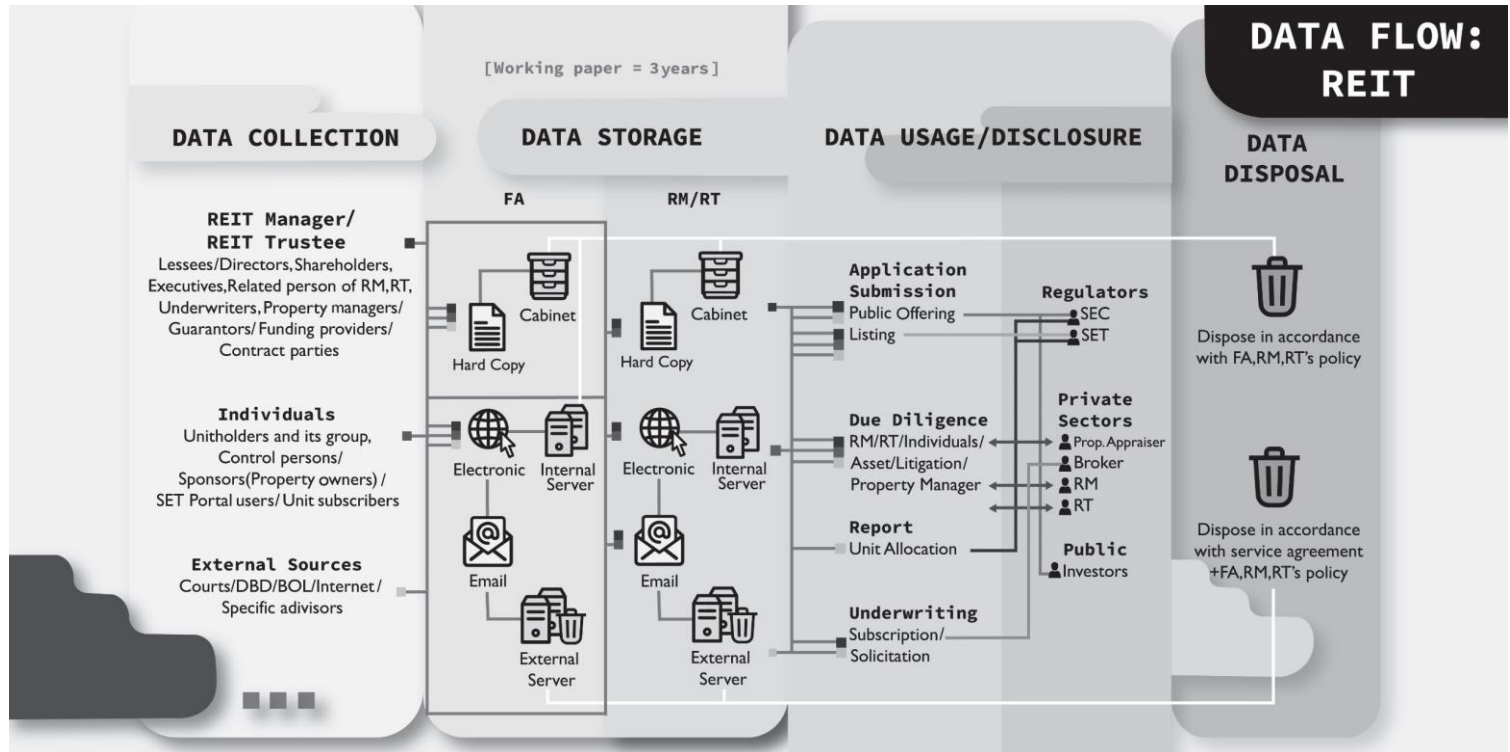 DATA FLOW:
REIT
[Working paper = 3years]
DATA COLLECTION
REIT Manager/
REIT Trustee
Lessees/Directors,Shareholders,
Executives,Related person of RM,RT,
Underwriters,Property managers/
Guarantors/Funding providers/
Contract parties
Individuals
Unitholders and its group,
Control persons/
Sponsors(Property owners)/
SET Portal users/Unit subscribers
External Sources
Courts/DBD/BOL/Internet/
Specific adivisors
DATA STORAGE
FA
Cabinet
Hard Copy
Electronic
Internal
Server
Email
External
Server
RM/RT
Cabinet
Hard Copy
Electronic
Internal
Server
Email
External
Server
DATA USAGE/DISCLOSURE
Application
Submission
Public Offering
Listing
Due Diligence
RM/RT/Individuals/
Asset/Litigation/
Property Manager
Report
Unit Allocation
Underwriting
Subscription/
Solicitation
Regulators
SEC
SET
Private
Sectors
Prop.Appraiser
Broker
RM
RT
Public
Investors
DATA
DISPOSAL
Dispose in accordance
with FA,RM,RT's policy
Dispose in accordance
with service agreement
+FA,RM,RT's policy